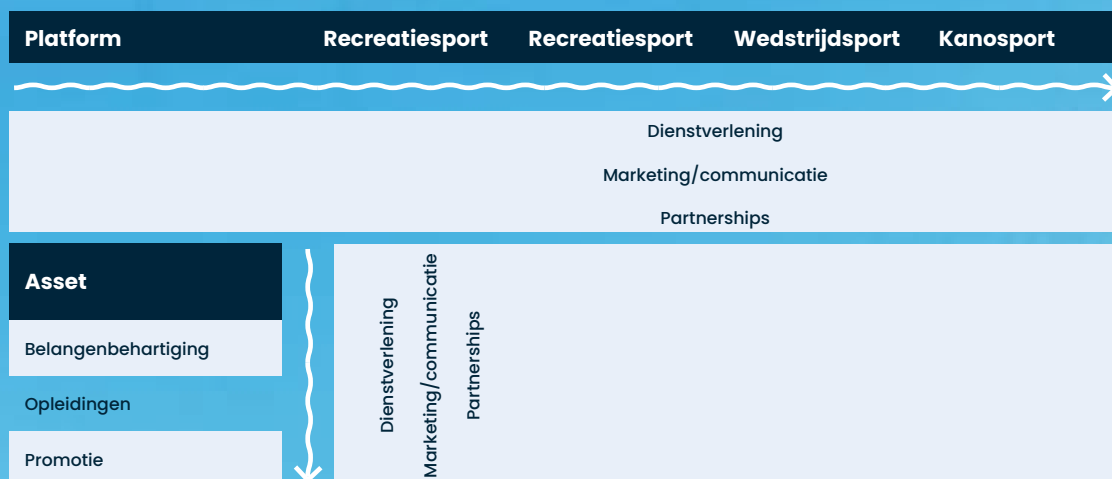 Platform Recreatiesport Recreatiesport Wedstrijdsport Kanosport
Dienstverlening
Marketing/communicatie
Partnerships
Asset
Belangenbehartiging
Opleidingen
Promotie
Dienstverlening
Marketing/communicatie
Partnerships